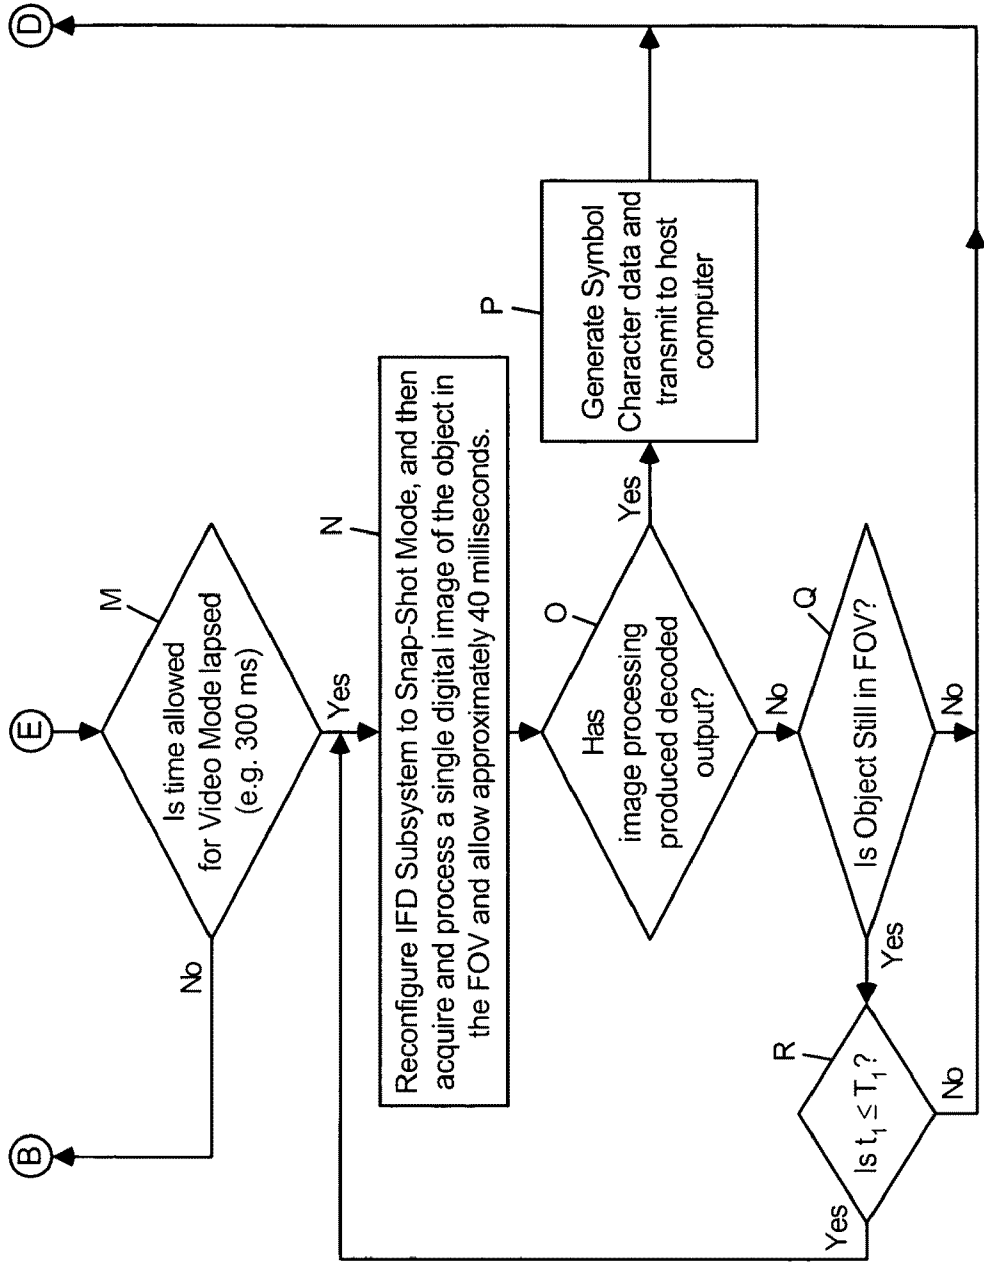 E
M
Is time allowed
for Video Mode lapsed
(e.g. 300 ms)
No
B
Yes
N
Reconfigure IFD Subsystem to Snap-Shot Mode, and then
acquire and process a single digital image of the object in
the FOV and allow approximately 40 milliseconds.
O
Has
image processing
produced decoded
output?
Yes
P
Generate Symbol
Character data and
transmit to host
computer
D
No
Q
Is Object Still in FOV?
No
Yes
R
Is t₁ ≤ T₁?
Yes
No